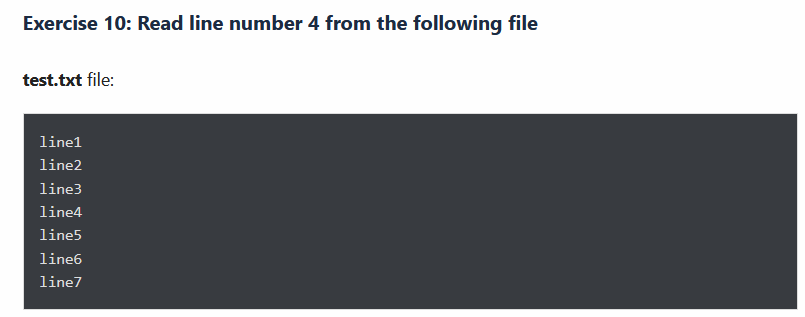 Exercise 10: Read line number 4 from the following file
test.txt file:
line1
line2
line3
line4
line5
line6
line7